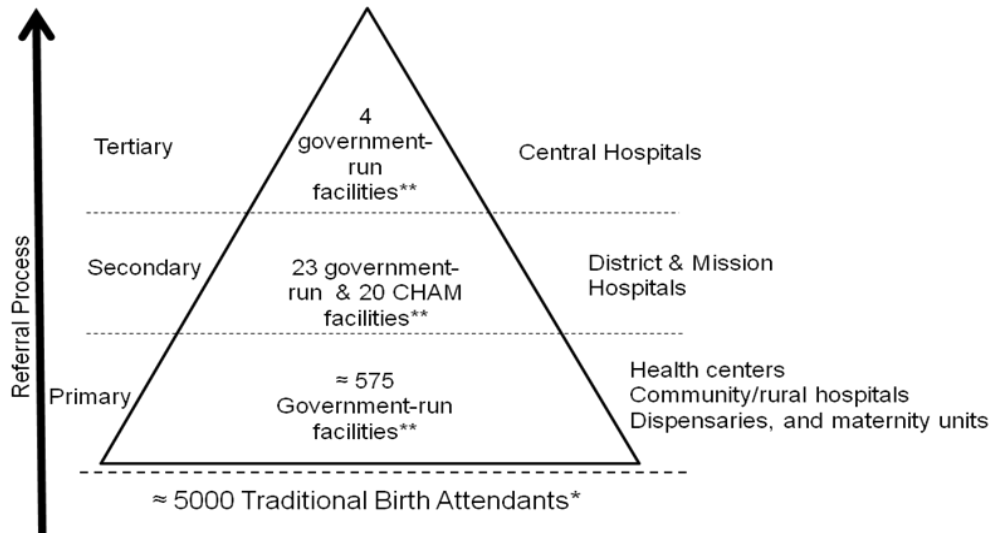 Referral Process
Tertiary
4
government-
run
facilities**
Central Hospitals
Secondary
23 government-
run & 20 CHAM
facilities**
District & Mission
Hospitals
Primary
≈ 575
Government-run
facilities**
Health centers
Community/rural hospitals
Dispensaries, and maternity units
≈ 5000 Traditional Birth Attendants*